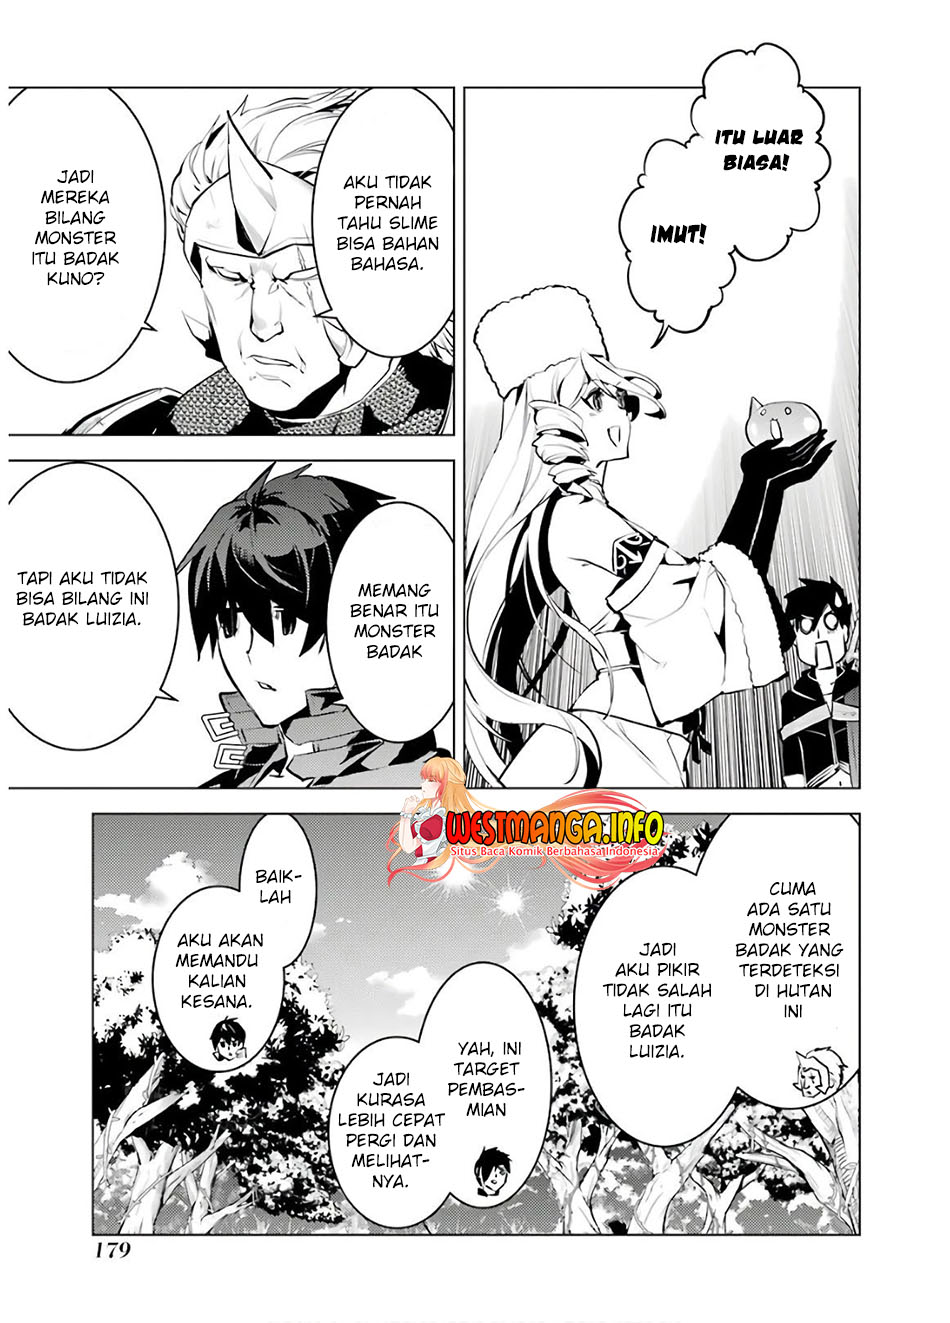 ITU LUAR
BIASA!
IMUT!
AKU TIDAK
PERNAH
TAHU SLIME
BISA BAHAN
BAHASA.
JADI
MEREKA
BILANG
MONSTER
ITU BADAK
KUNO?
MEMANG
BENAR ITU
MONSTER
BADAK
TAPI AKU TIDAK
BISA BILANG INI
BADAK LUIZIA.
WESTMANGA.INFO
Situs Baca Komik Berbahasa Indonesia
CUMA
ADA SATU
MONSTER
BADAK YANG
TERDETEKSI
DI HUTAN
INI
JADI
AKU PIKIR
TIDAK SALAH
LAGI ITU
BADAK
LUIZIA.
YAH, INI
TARGET
PEMBAS-
MIAN
JADI
KURASA
LEBIH CEPAT
PERGI DAN
MELIHAT-
NYA.
BAIK-
LAH
AKU AKAN
MEMANDU
KALIAN
KESANA.
179